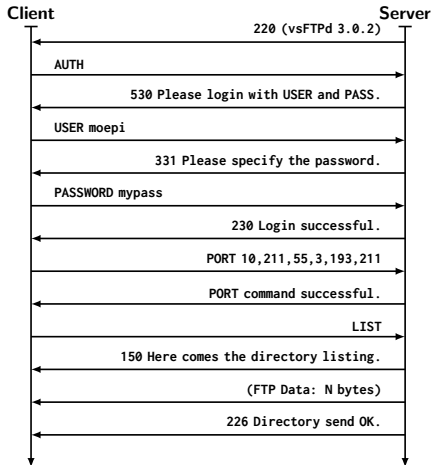 Client Server
220 (vsFTPd 3.0.2)
AUTH
530 Please login with USER and PASS.
USER moepi
331 Please specify the password.
PASSWORD mypass
230 Login successful.
PORT 10,211,55,3,193,211
PORT command successful.
LIST
150 Here comes the directory listing.
(FTP Data: N bytes)
226 Directory send OK.